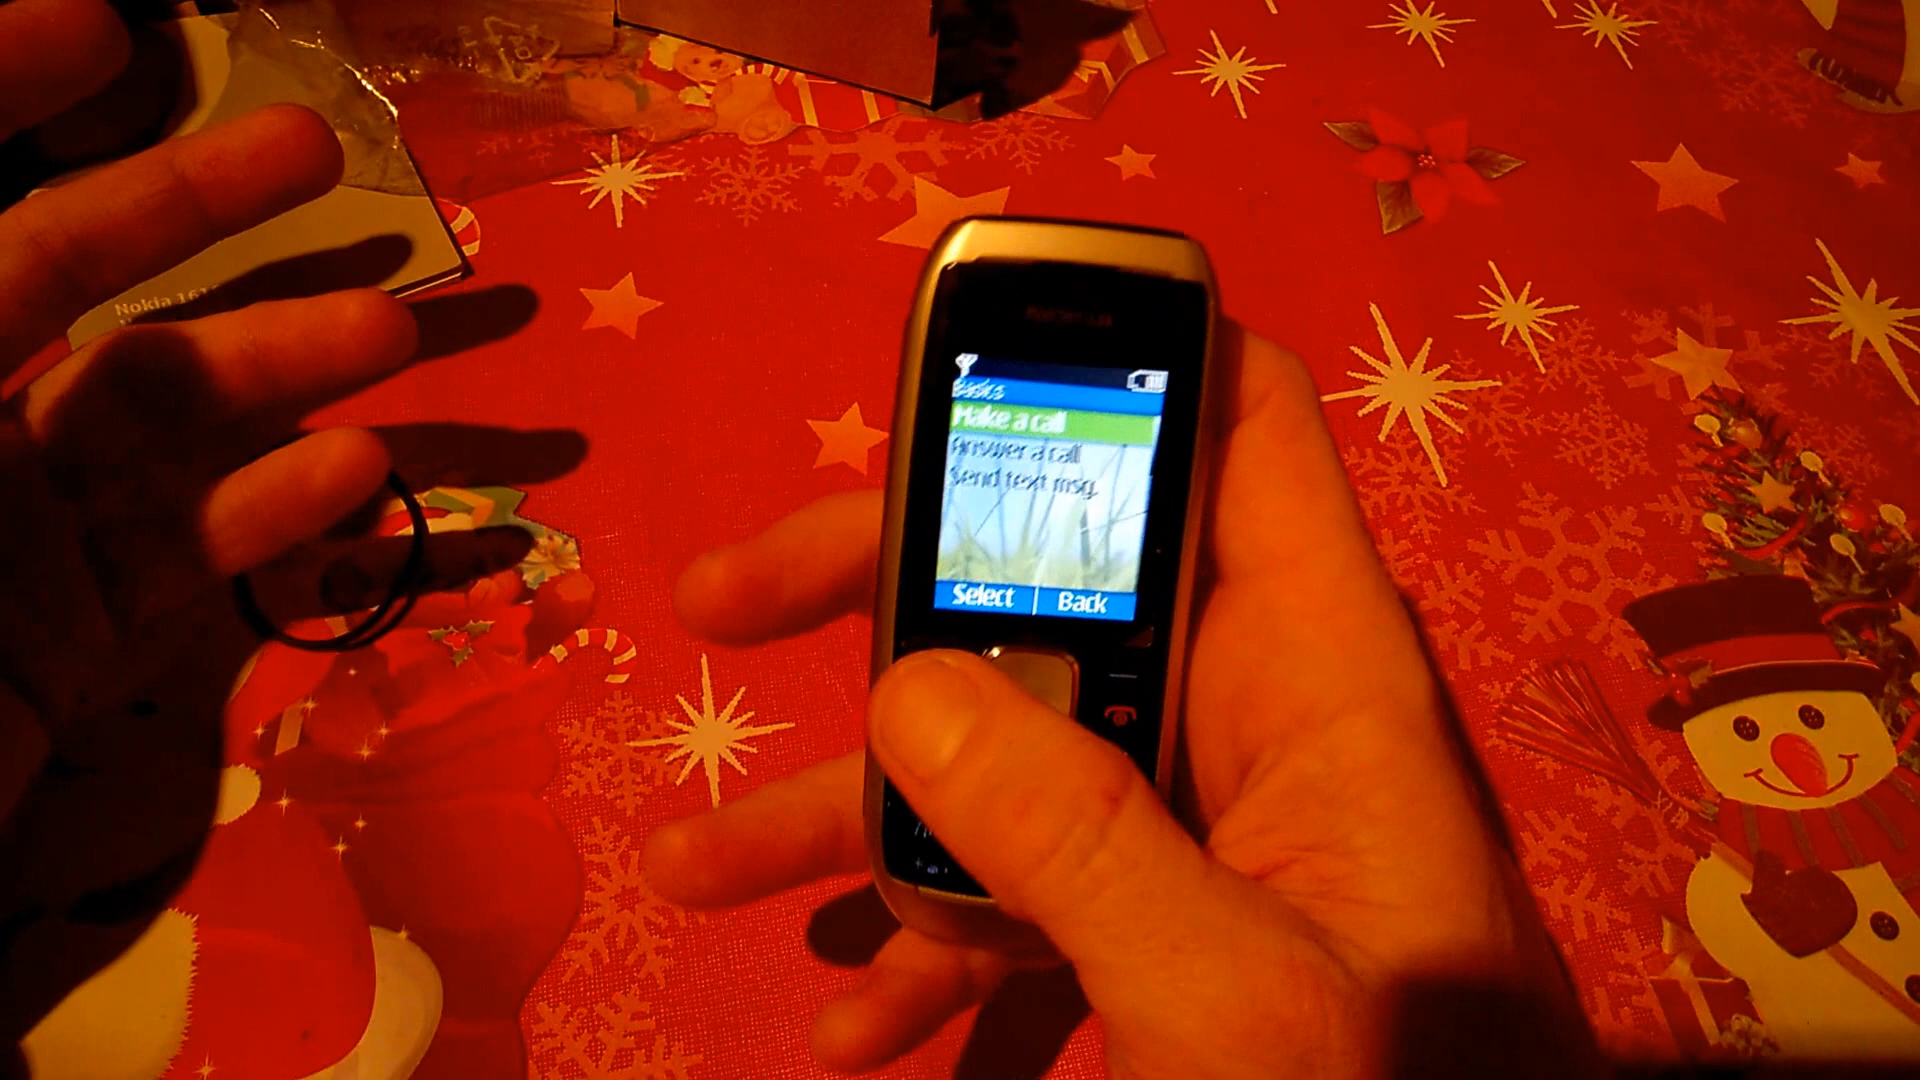 Nokia 161
Basics
Make a call
Answer a call
Send text msg.
Select
Back